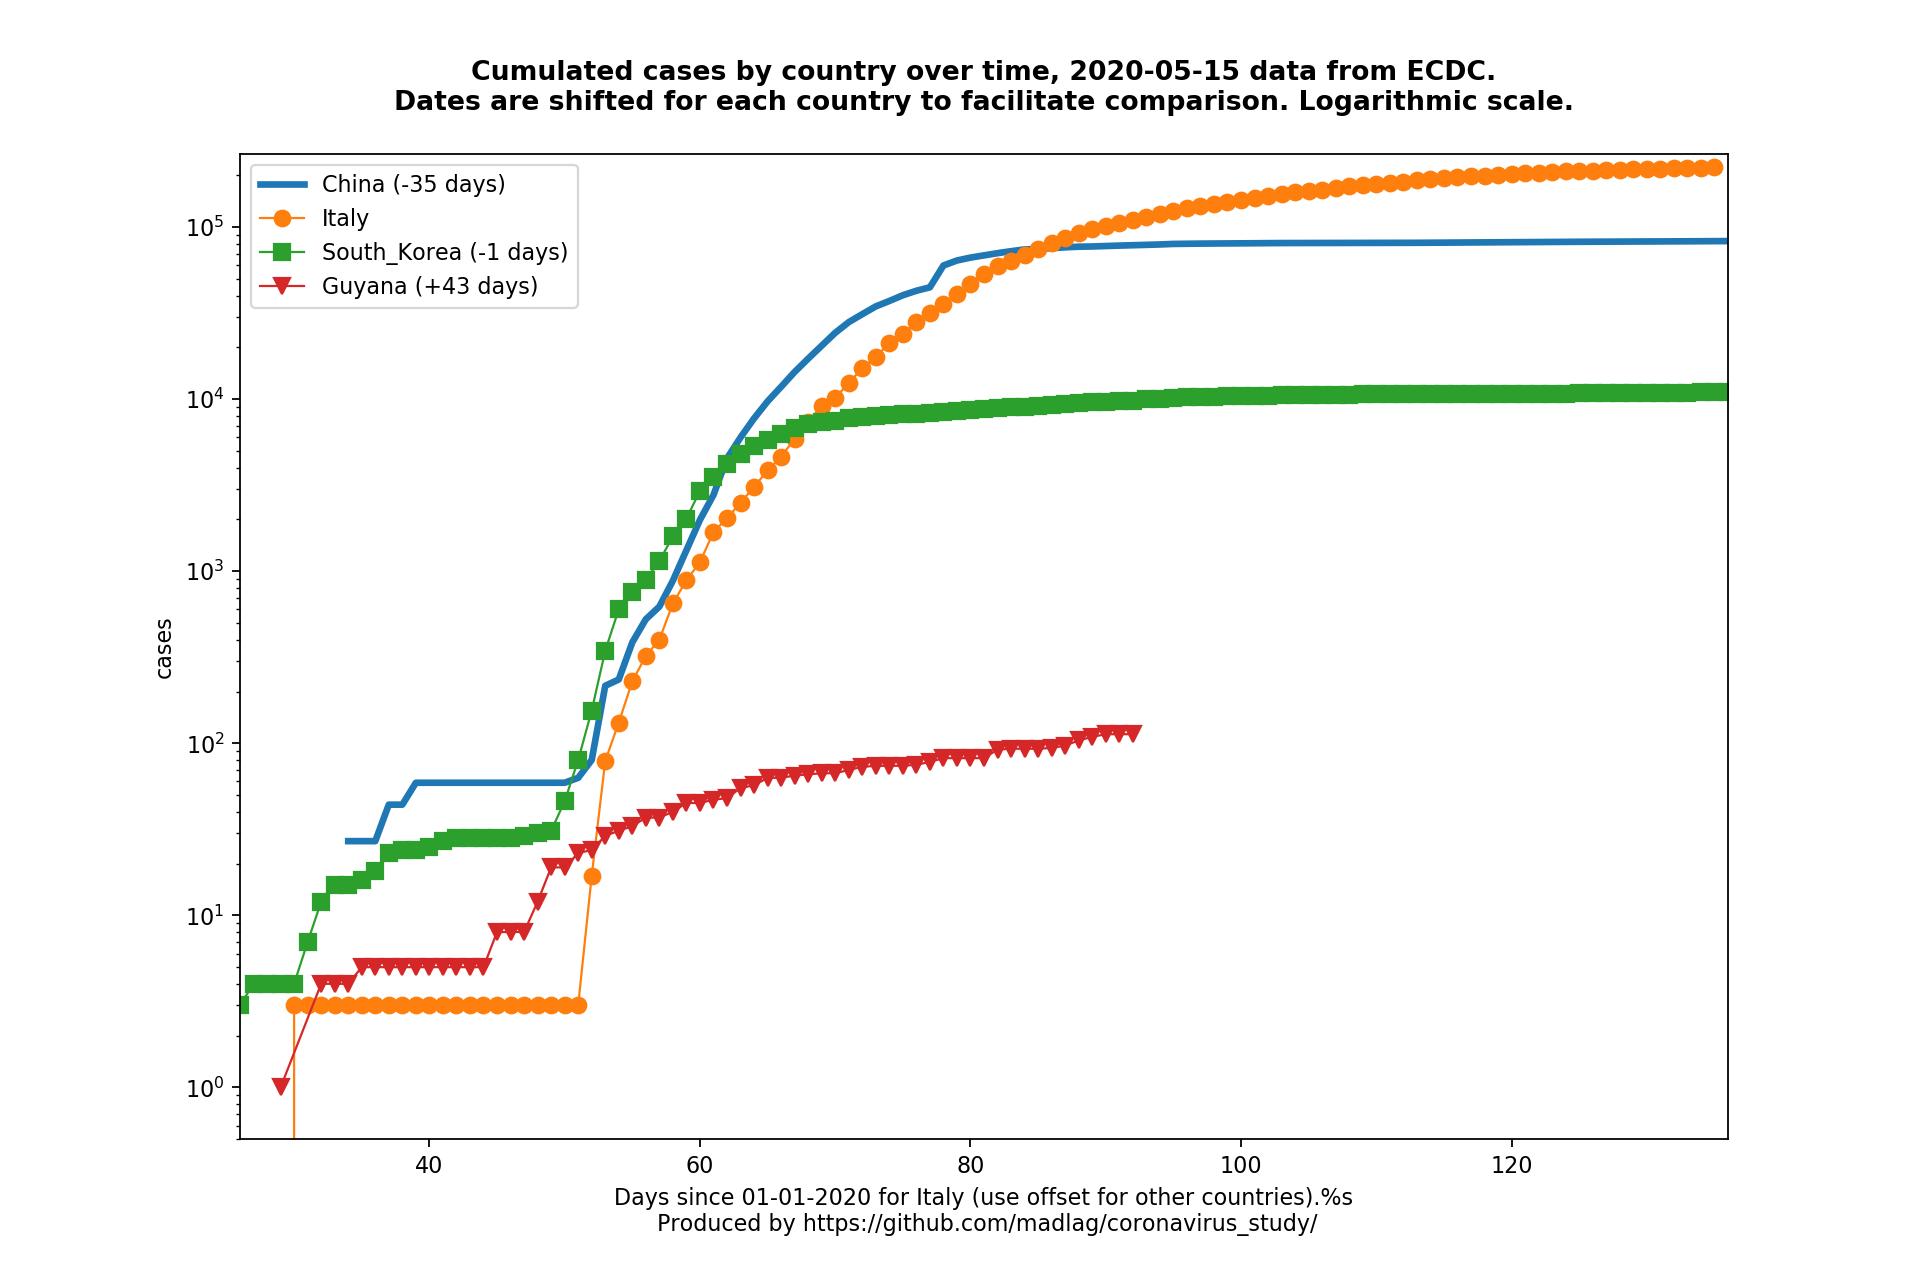 Cumulated cases by country over time, 2020-05-15 data from ECDC.
Dates are shifted for each country to facilitate comparison. Logarithmic scale.
China (-35 days)
Italy
South_Korea (-1 days)
Guyana (+43 days)
10^5
10^4
10^3
10^2
10^1
10^0
cases
40 60 80 100 120
Days since 01-01-2020 for Italy (use offset for other countries).%s
Produced by https://github.com/madlag/coronavirus_study/